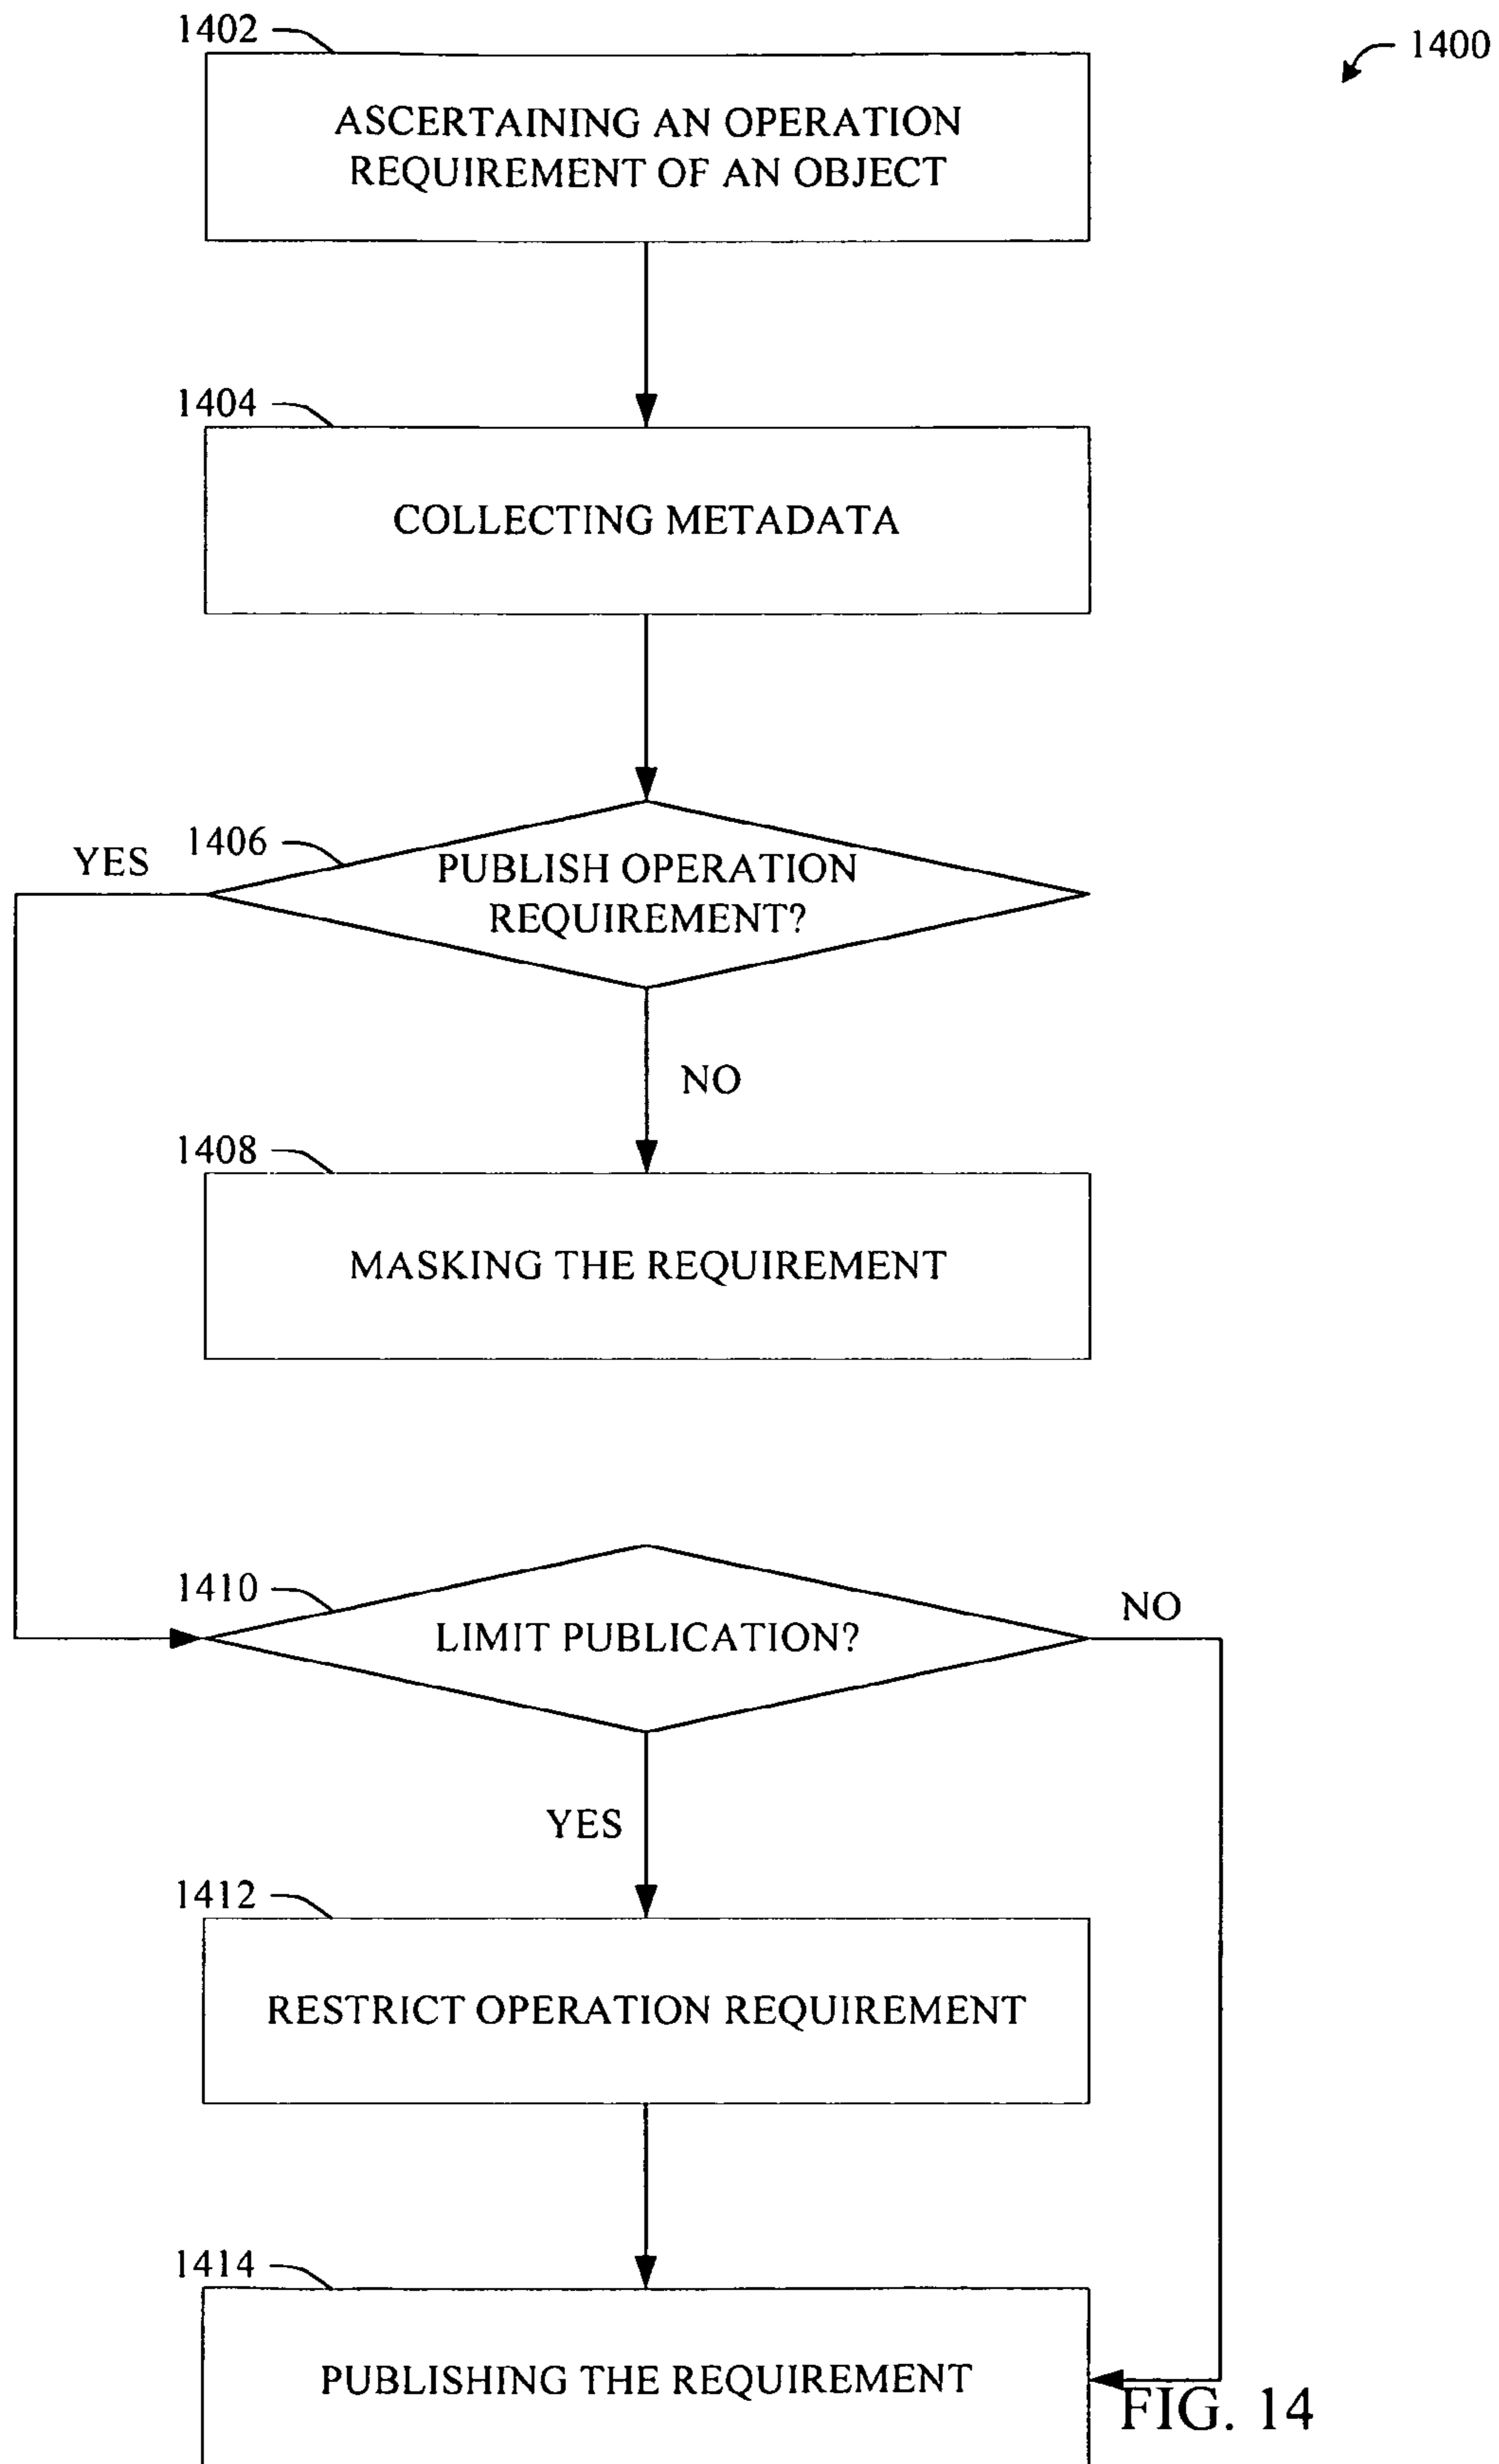 1402
1400
ASCERTAINING AN OPERATION
REQUIREMENT OF AN OBJECT
1404
COLLECTING METADATA
YES
1406
PUBLISH OPERATION
REQUIREMENT?
NO
1408
MASKING THE REQUIREMENT
1410
LIMIT PUBLICATION?
NO
YES
1412
RESTRICT OPERATION REQUIREMENT
1414
PUBLISHING THE REQUIREMENT
FIG. 14